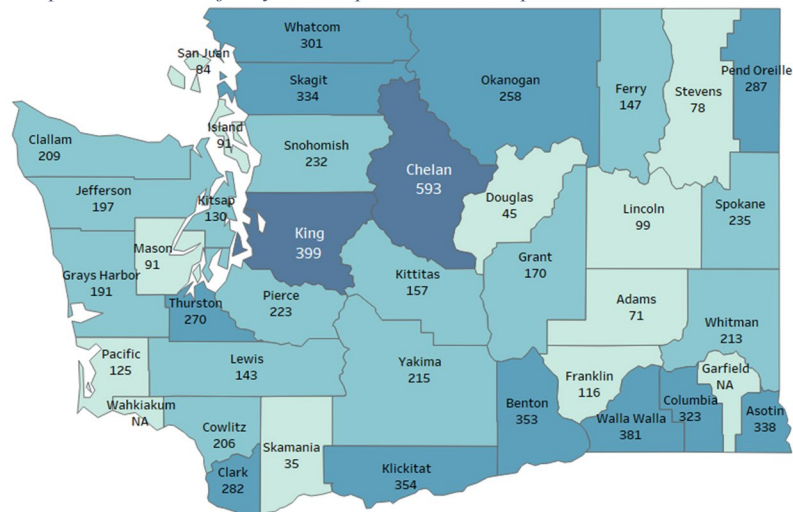 Whatcom
301
San Juan
84
Skagit
334
Okanogan
258
Ferry
147
Stevens
78
Pend Oreille
287
Island
91
Clallam
209
Snohomish
232
Chelan
593
Jefferson
197
Kitsap
130
Douglas
45
Lincoln
99
Spokane
235
King
399
Mason
91
Grays Harbor
191
Grant
170
Kittitas
157
Thurston
270
Pierce
223
Adams
71
Whitman
213
Pacific
125
Lewis
143
Yakima
215
Franklin
116
Garfield
NA
Wahkiakum
NA
Benton
353
Walla Walla
381
Columbia
323
Asotin
338
Cowlitz
206
Skamania
35
Clark
282
Klickitat
354